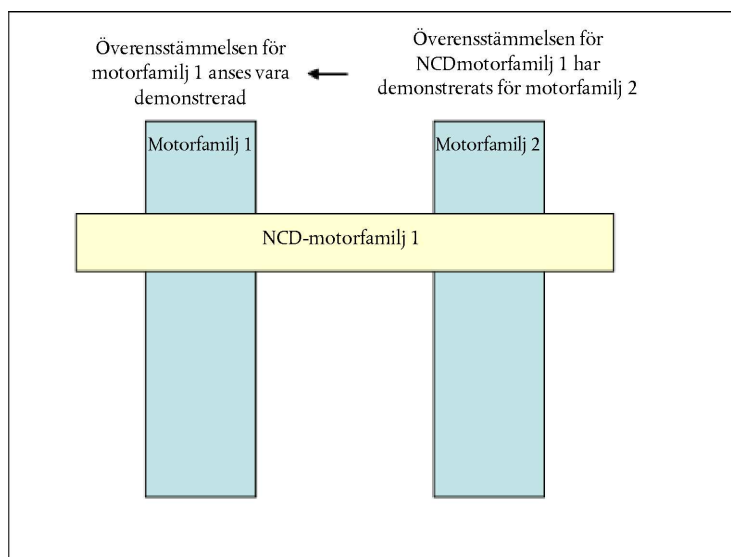 Överensstämmelsen för
motorfamilj 1 anses vara
demonstrerad
Överensstämmelsen för
NCDmotorfamilj 1 har
demonstrerats för motorfamilj 2
Motorfamilj 1
Motorfamilj 2
NCD-motorfamilj 1